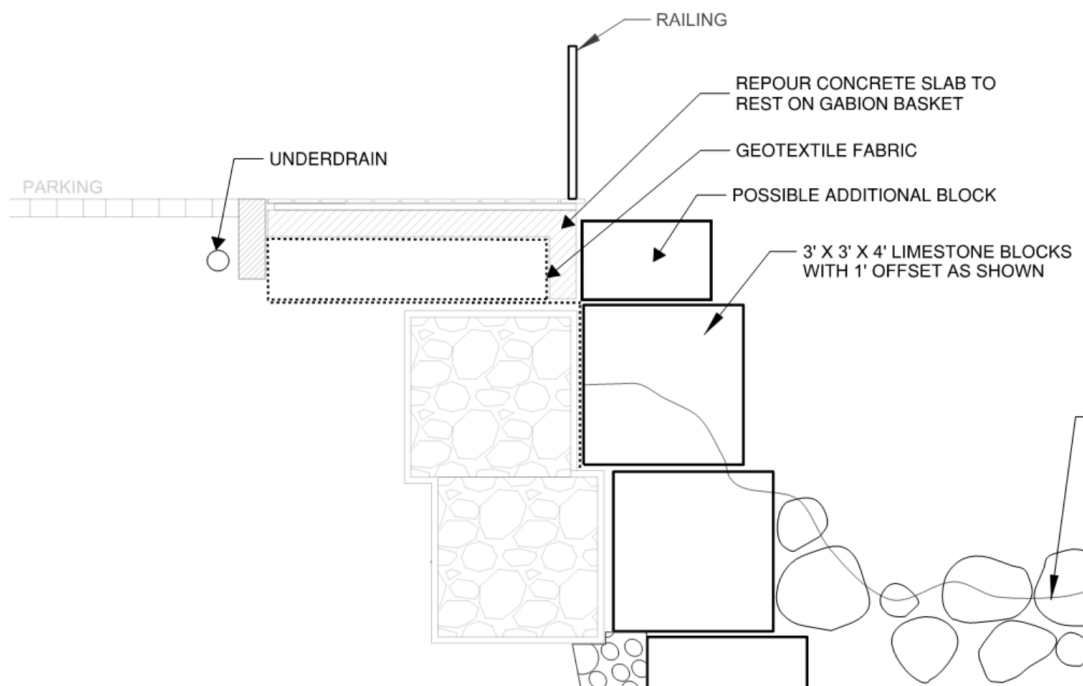 RAILING
REPOUR CONCRETE SLAB TO
REST ON GABION BASKET
UNDERDRAIN
GEOTEXTILE FABRIC
PARKING
POSSIBLE ADDITIONAL BLOCK
3' X 3' X 4' LIMESTONE BLOCKS
WITH 1' OFFSET AS SHOWN